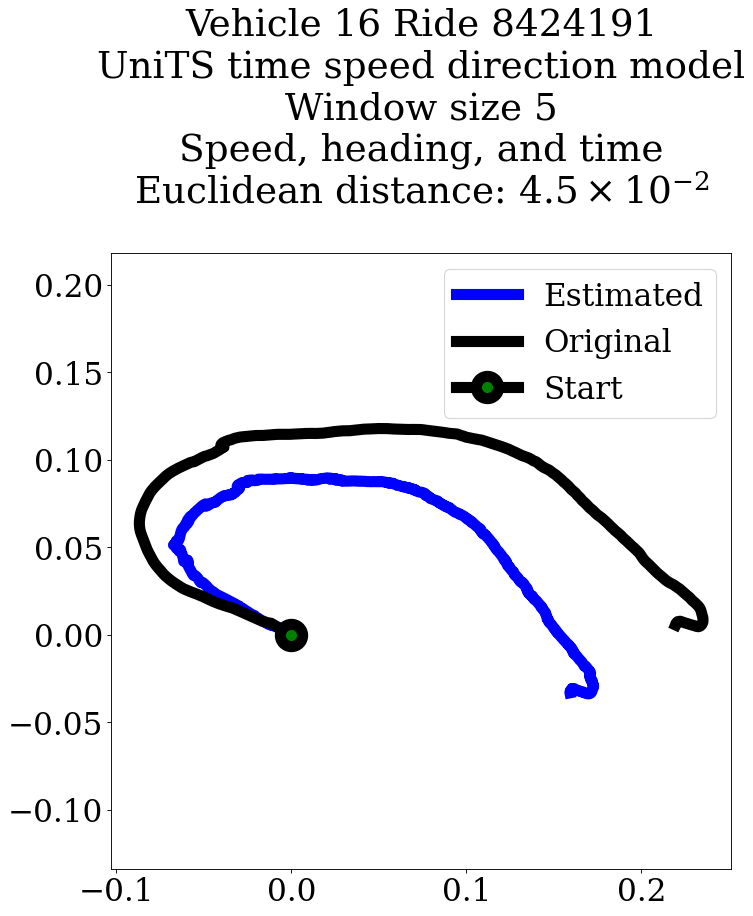 Vehicle 16 Ride 8424191
UniTS time speed direction model
Window size 5
Speed, heading, and time
Euclidean distance: 4.5 × 10⁻²
Estimated
Original
Start
0.20
0.15
0.10
0.05
0.00
−0.05
−0.10
−0.1 0.0 0.1 0.2